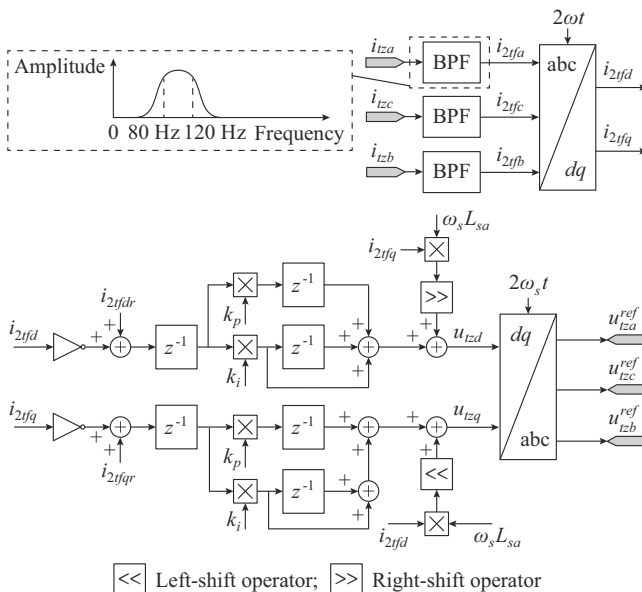 2ωt
Amplitude
0 80 Hz 120 Hz Frequency
i_tza BPF i_2tfa abc i_2tfd
i_tzc BPF i_2tfc
i_tzb BPF i_2tfb dq i_2tfq
ω_s L_sa
i_2tfq ×
>>
i_2tfdr
k_p × z^-1
i_2tfd + + + z^-1 k_i × z^-1 + + + + + + u_tzd
2ω_s t
dq u_tza^ref
u_tzc^ref
abc u_tzb^ref
i_2tfq + + + z^-1 k_p × z^-1 + + + + + + u_tzq
i_2tfqr
k_i × z^-1 + + +
<<
i_2tfd × ω_s L_sa
<< Left-shift operator; >> Right-shift operator